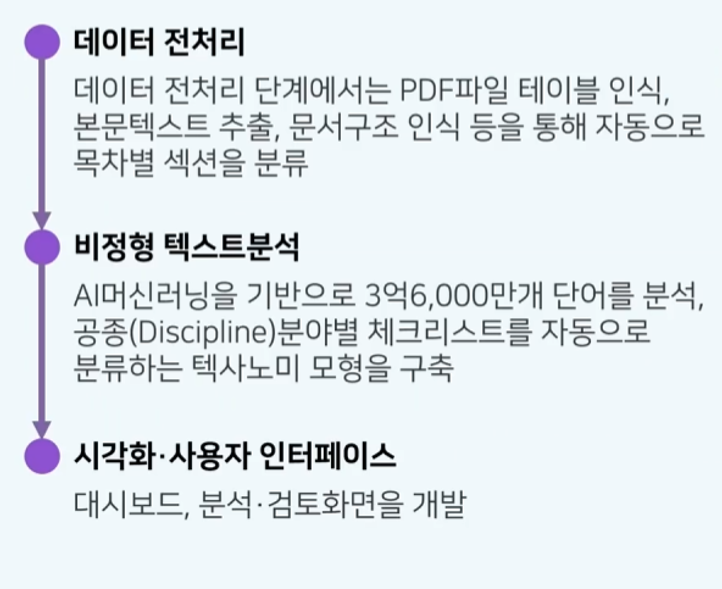 데이터 전처리
데이터 전처리 단계에서는 PDF파일 테이블 인식,
본문텍스트 추출, 문서구조 인식 등을 통해 자동으로
목차별 섹션을 분류
비정형 텍스트분석
AI머신러닝을 기반으로 3억6,000만개 단어를 분석,
공종(Discipline)분야별 체크리스트를 자동으로
분류하는 텍사노미 모형을 구축
시각화·사용자 인터페이스
대시보드, 분석·검토화면을 개발